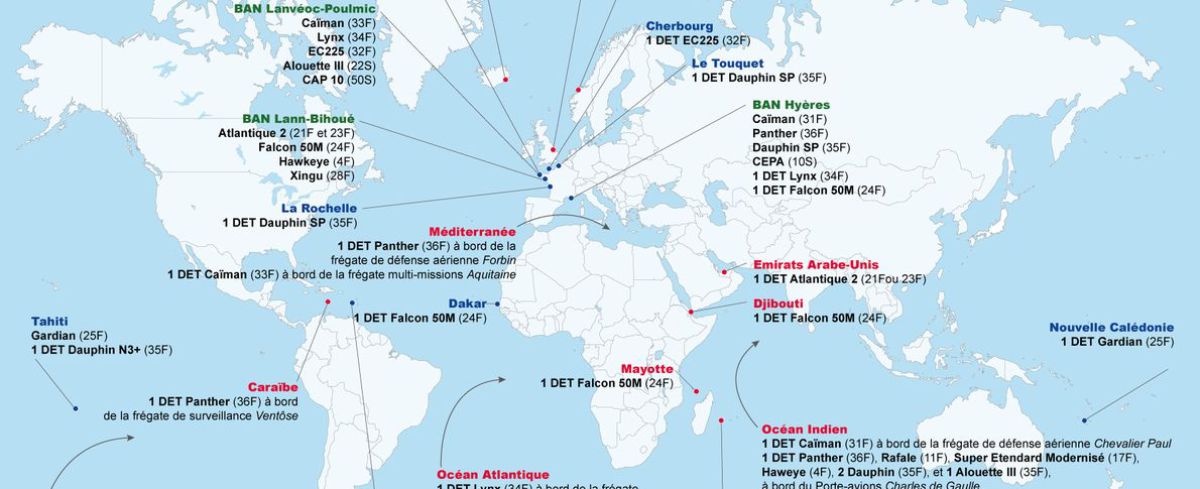 BAN Lanvéoc-Poulmic
Caïman (33F)
Lynx (34F)
EC225 (32F)
Alouette III (22S)
CAP 10 (50S)
Cherbourg
1 DET EC225 (32F)
Le Touquet
1 DET Dauphin SP (35F)
BAN Hyères
Caïman (31F)
Panther (36F)
Dauphin SP (35F)
CEPA (10S)
1 DET Lynx (34F)
1 DET Falcon 50M (24F)
BAN Lann-Bihoué
Atlantique 2 (21F et 23F)
Falcon 50M (24F)
Hawkeye (4F)
Xingu (28F)
La Rochelle
1 DET Dauphin SP (35F)
Méditerranée
1 DET Panther (36F) à bord de la
frégate de défense aérienne Forbin
1 DET Caïman (33F) à bord de la frégate multi-missions Aquitaine
Emirats Arabe-Unis
1 DET Atlantique 2 (21Fou 23F)
Dakar
1 DET Falcon 50M (24F)
Djibouti
1 DET Falcon 50M (24F)
Tahiti
Gardian (25F)
1 DET Dauphin N3+ (35F)
Nouvelle Calédonie
1 DET Gardian (25F)
Caraïbe
1 DET Panther (36F) à bord
de la frégate de surveillance Ventôse
Mayotte
1 DET Falcon 50M (24F)
Océan Indien
1 DET Caïman (31F) à bord de la frégate de défense aérienne Chevalier Paul
1 DET Panther (36F), Rafale (11F), Super Etendard Modernisé (17F),
Haweye (4F), 2 Dauphin (35F), et 1 Alouette III (35F),
à bord du Porte-avions Charles de Gaulle
Océan Atlantique
1 DET Lynx (34F) à bord de la frégate